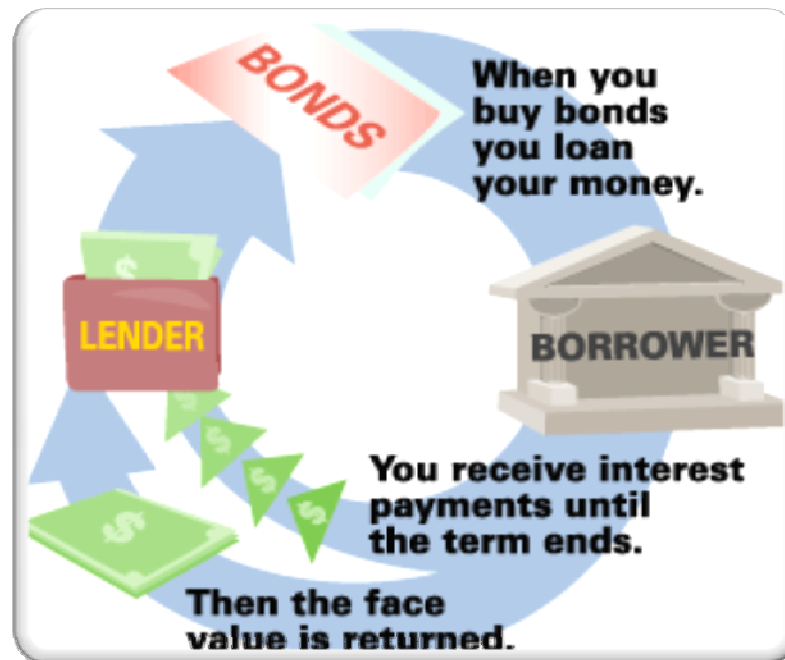 BONDS
When you
buy bonds
you loan
your money.
$
LENDER
BORROWER
$
$
$
$
You receive interest
payments until
the term ends.
$
Then the face
value is returned.